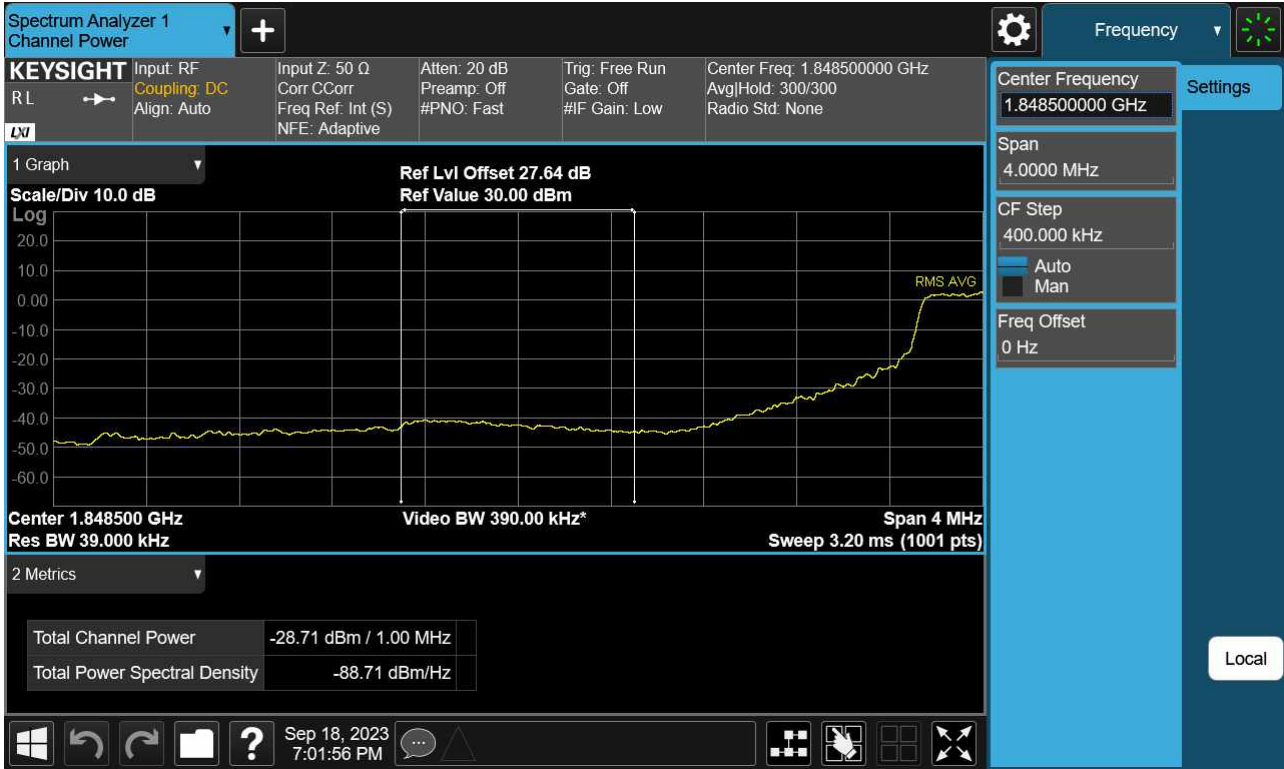 Spectrum Analyzer 1
Channel Power
+
Frequency
KEYSIGHT
R L
LXI
Input: RF
Coupling: DC
Align: Auto
Input Z: 50 Ω
Corr CCorr
Freq Ref: Int (S)
NFE: Adaptive
Atten: 20 dB
Preamp: Off
#PNO: Fast
Trig: Free Run
Gate: Off
#IF Gain: Low
Center Freq: 1.848500000 GHz
Avg|Hold: 300/300
Radio Std: None
Center Frequency
1.848500000 GHz
Settings
Span
4.0000 MHz
CF Step
400.000 kHz
Auto
Man
Freq Offset
0 Hz
1 Graph
Scale/Div 10.0 dB
Ref Lvl Offset 27.64 dB
Ref Value 30.00 dBm
Log
20.0
10.0
0.00
-10.0
-20.0
-30.0
-40.0
-50.0
-60.0
RMS AVG
Center 1.848500 GHz
Video BW 390.00 kHz*
Span 4 MHz
Res BW 39.000 kHz
Sweep 3.20 ms (1001 pts)
2 Metrics
Total Channel Power -28.71 dBm / 1.00 MHz
Total Power Spectral Density -88.71 dBm/Hz
Local
?
Sep 18, 2023
7:01:56 PM